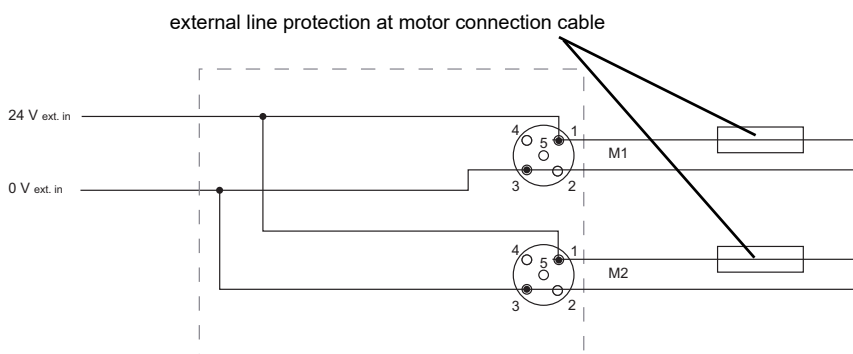 external line protection at motor connection cable
24 V ext. in
4
1
5
M1
3
2
0 V ext. in
4
1
5
M2
3
2